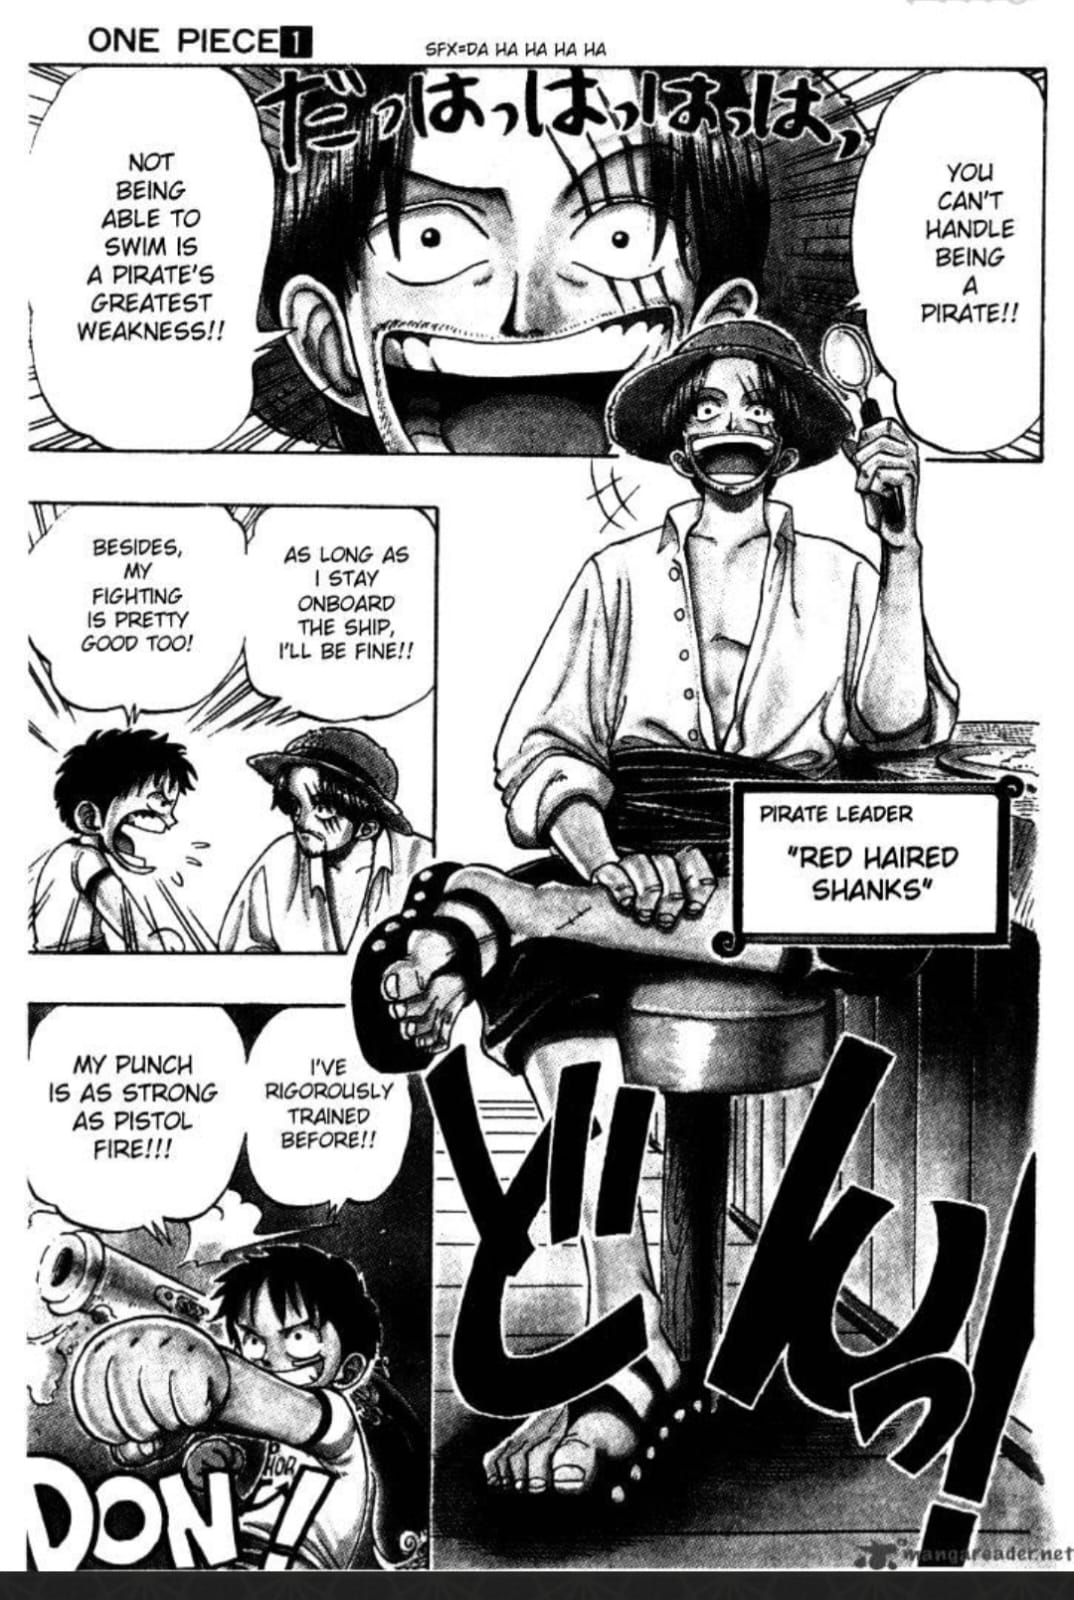 ONE PIECE 1
SFX=DA HA HA HA HA
だっはっはっはっはっ
YOU
CAN'T
HANDLE
BEING
A
PIRATE!!
NOT
BEING
ABLE TO
SWIM IS
A PIRATE'S
GREATEST
WEAKNESS!!
AS LONG AS
I STAY
ONBOARD
THE SHIP,
I'LL BE FINE!!
BESIDES,
MY
FIGHTING
IS PRETTY
GOOD TOO!
PIRATE LEADER
"RED HAIRED
SHANKS"
I'VE
RIGOROUSLY
TRAINED
BEFORE!!
MY PUNCH
IS AS STRONG
AS PISTOL
FIRE!!!
DON!
どんっ!
mangareader.net